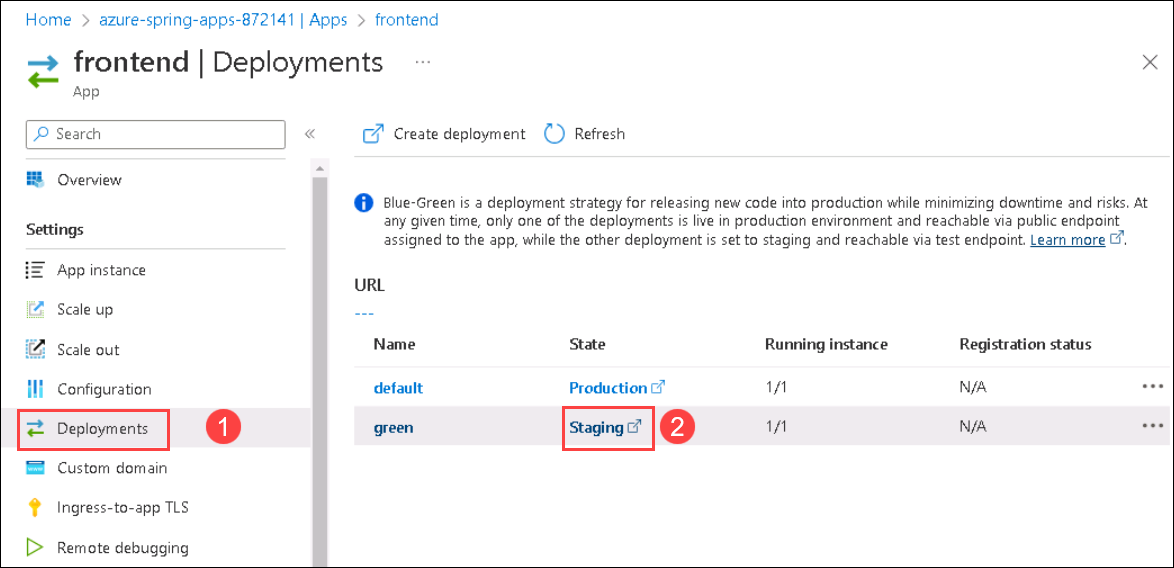 Home > azure-spring-apps-872141 | Apps > frontend
frontend | Deployments ...
App
Search
«
Create deployment
Refresh
Overview
Blue-Green is a deployment strategy for releasing new code into production while minimizing downtime and risks. At
any given time, only one of the deployments is live in production environment and reachable via public endpoint
assigned to the app, while the other deployment is set to staging and reachable via test endpoint. Learn more.
Settings
App instance
Scale up
Scale out
Configuration
Deployments
1
Custom domain
Ingress-to-app TLS
Remote debugging
URL
---
Name State Running instance Registration status
default Production 1/1 N/A ...
green Staging 2 1/1 N/A ...